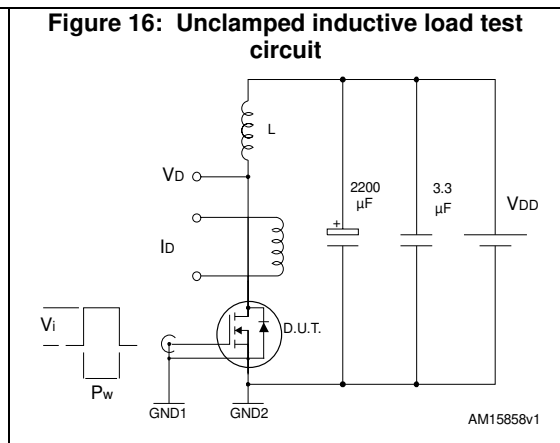 Figure 16: Unclamped inductive load test
circuit
L
VD
2200
µF
3.3
µF
VDD
ID
Vi
D.U.T.
Pw
GND1
GND2
AM15858v1
+